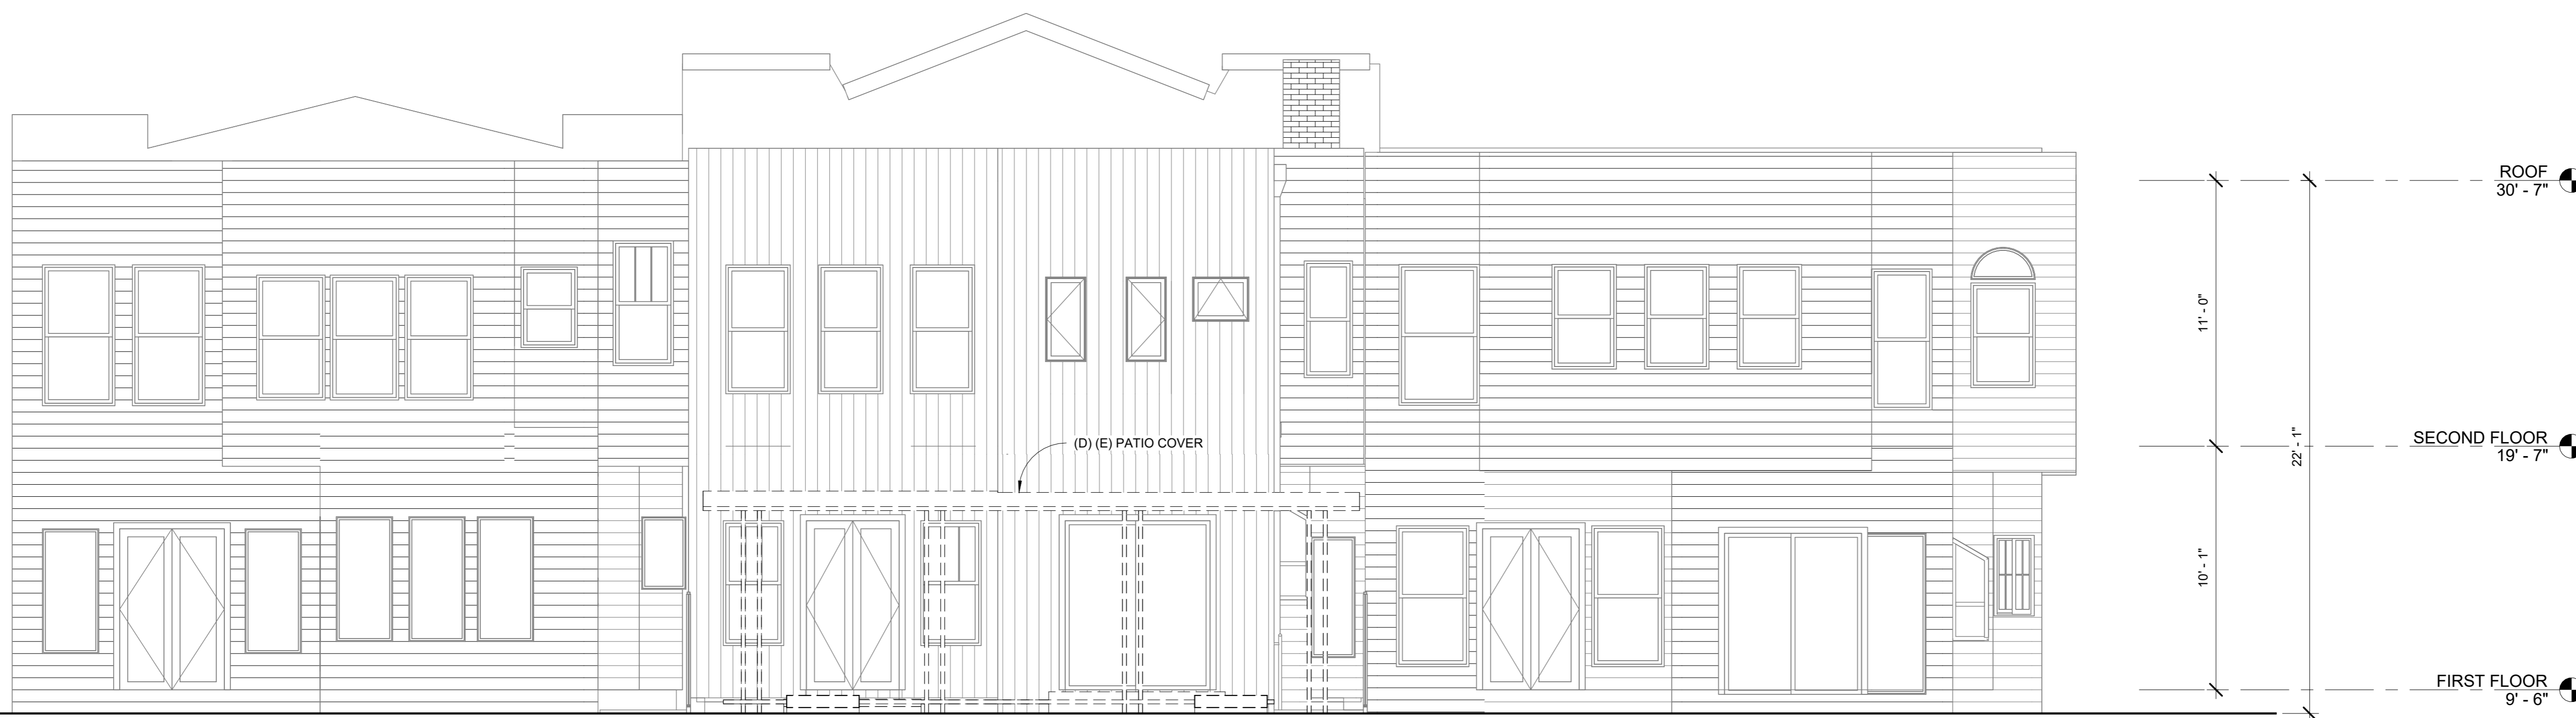 ROOF
30' - 7"
11' - 0"
(D) (E) PATIO COVER
SECOND FLOOR
19' - 7"
22' - 1"
10' - 1"
FIRST FLOOR
9' - 6"